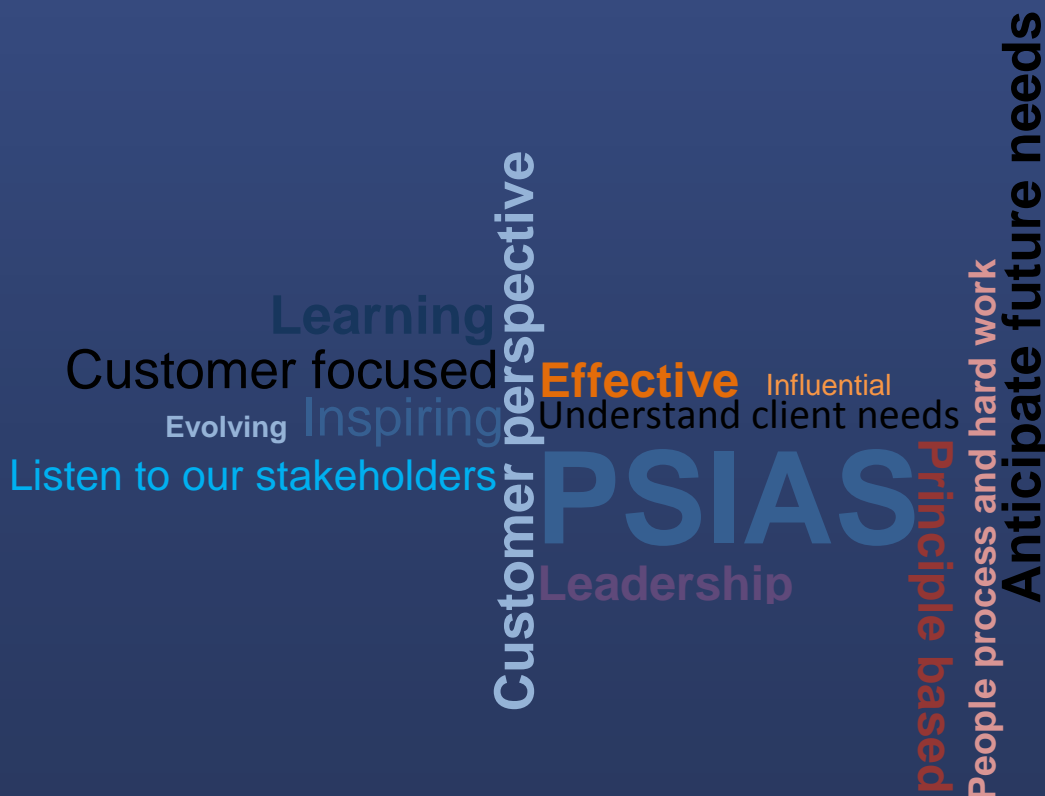 Anticipate future needs
Customer perspective
People process and hard work
Learning
Customer focused
Effective
Influential
Evolving
Inspiring
Understand client needs
Listen to our stakeholders
PSIAS
Principle based
Leadership